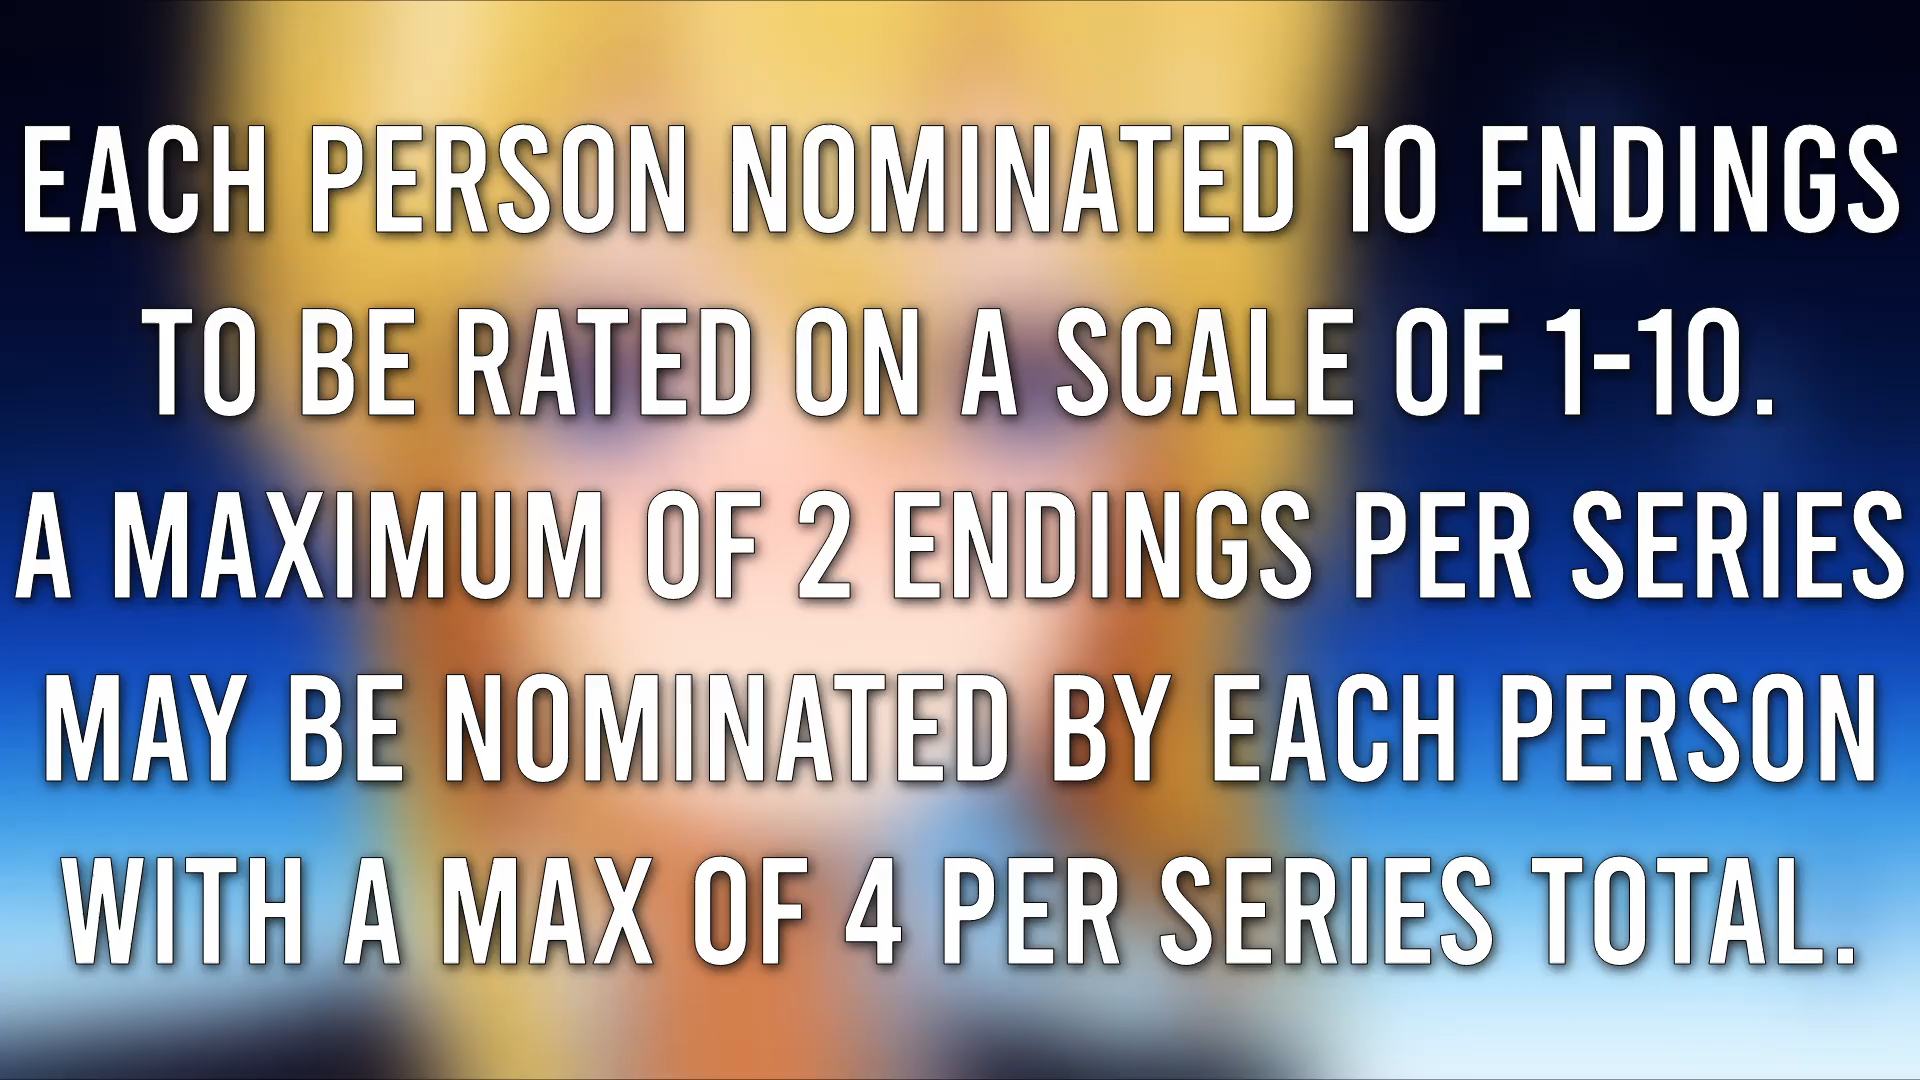 EACH PERSON NOMINATED 10 ENDINGS
TO BE RATED ON A SCALE OF 1-10.
A MAXIMUM OF 2 ENDINGS PER SERIES
MAY BE NOMINATED BY EACH PERSON
WITH A MAX OF 4 PER SERIES TOTAL.